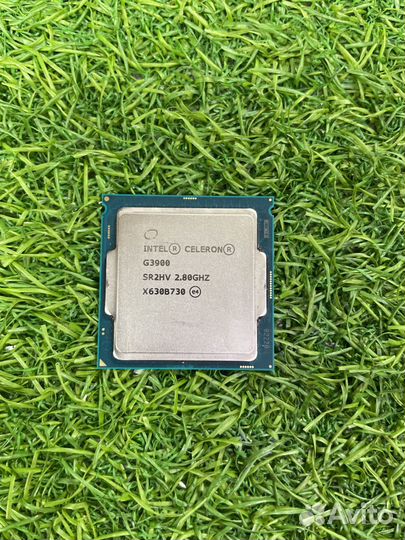 INTEL® CELERON®
G3900
SR2HV 2.80GHZ
X630B730 e4
Avito